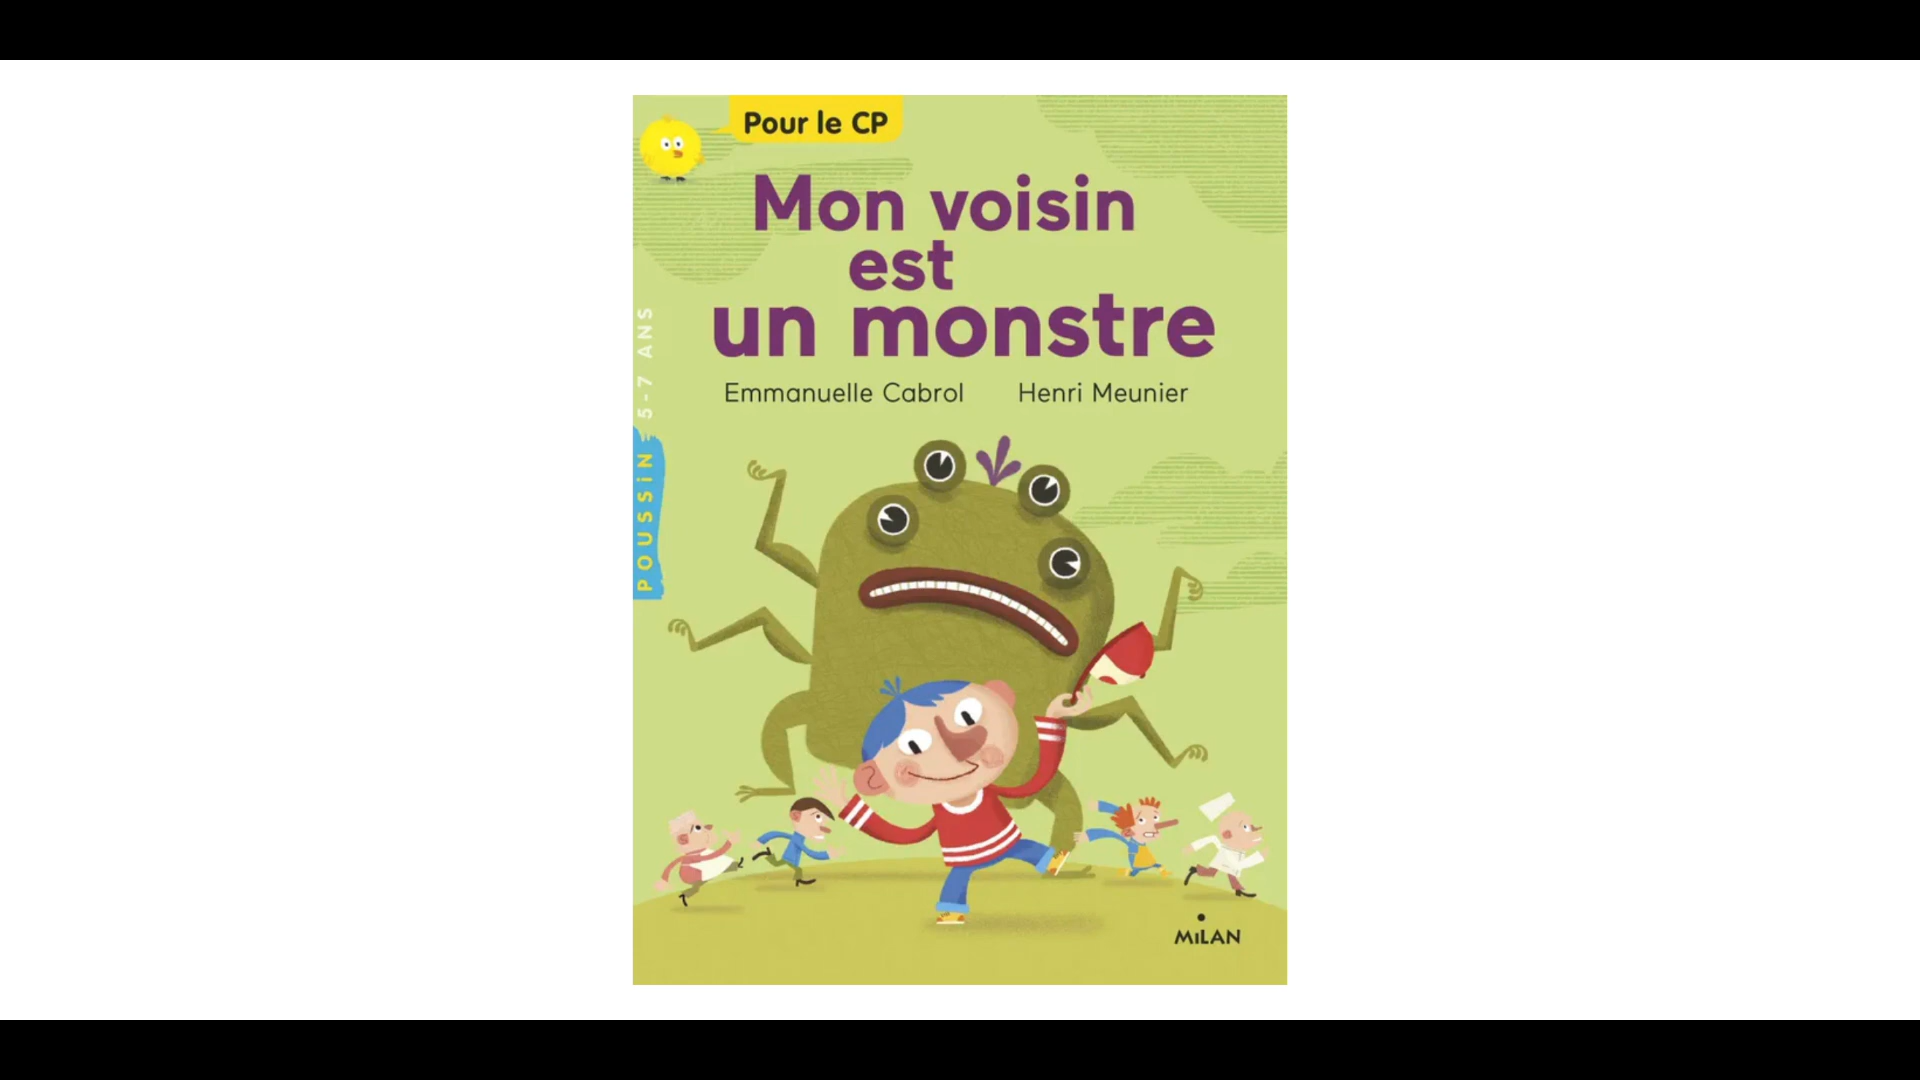 Pour le CP
Mon voisin
est
un monstre
Emmanuelle Cabrol Henri Meunier
POUSSiN - 5-7 ANS
MiLAN